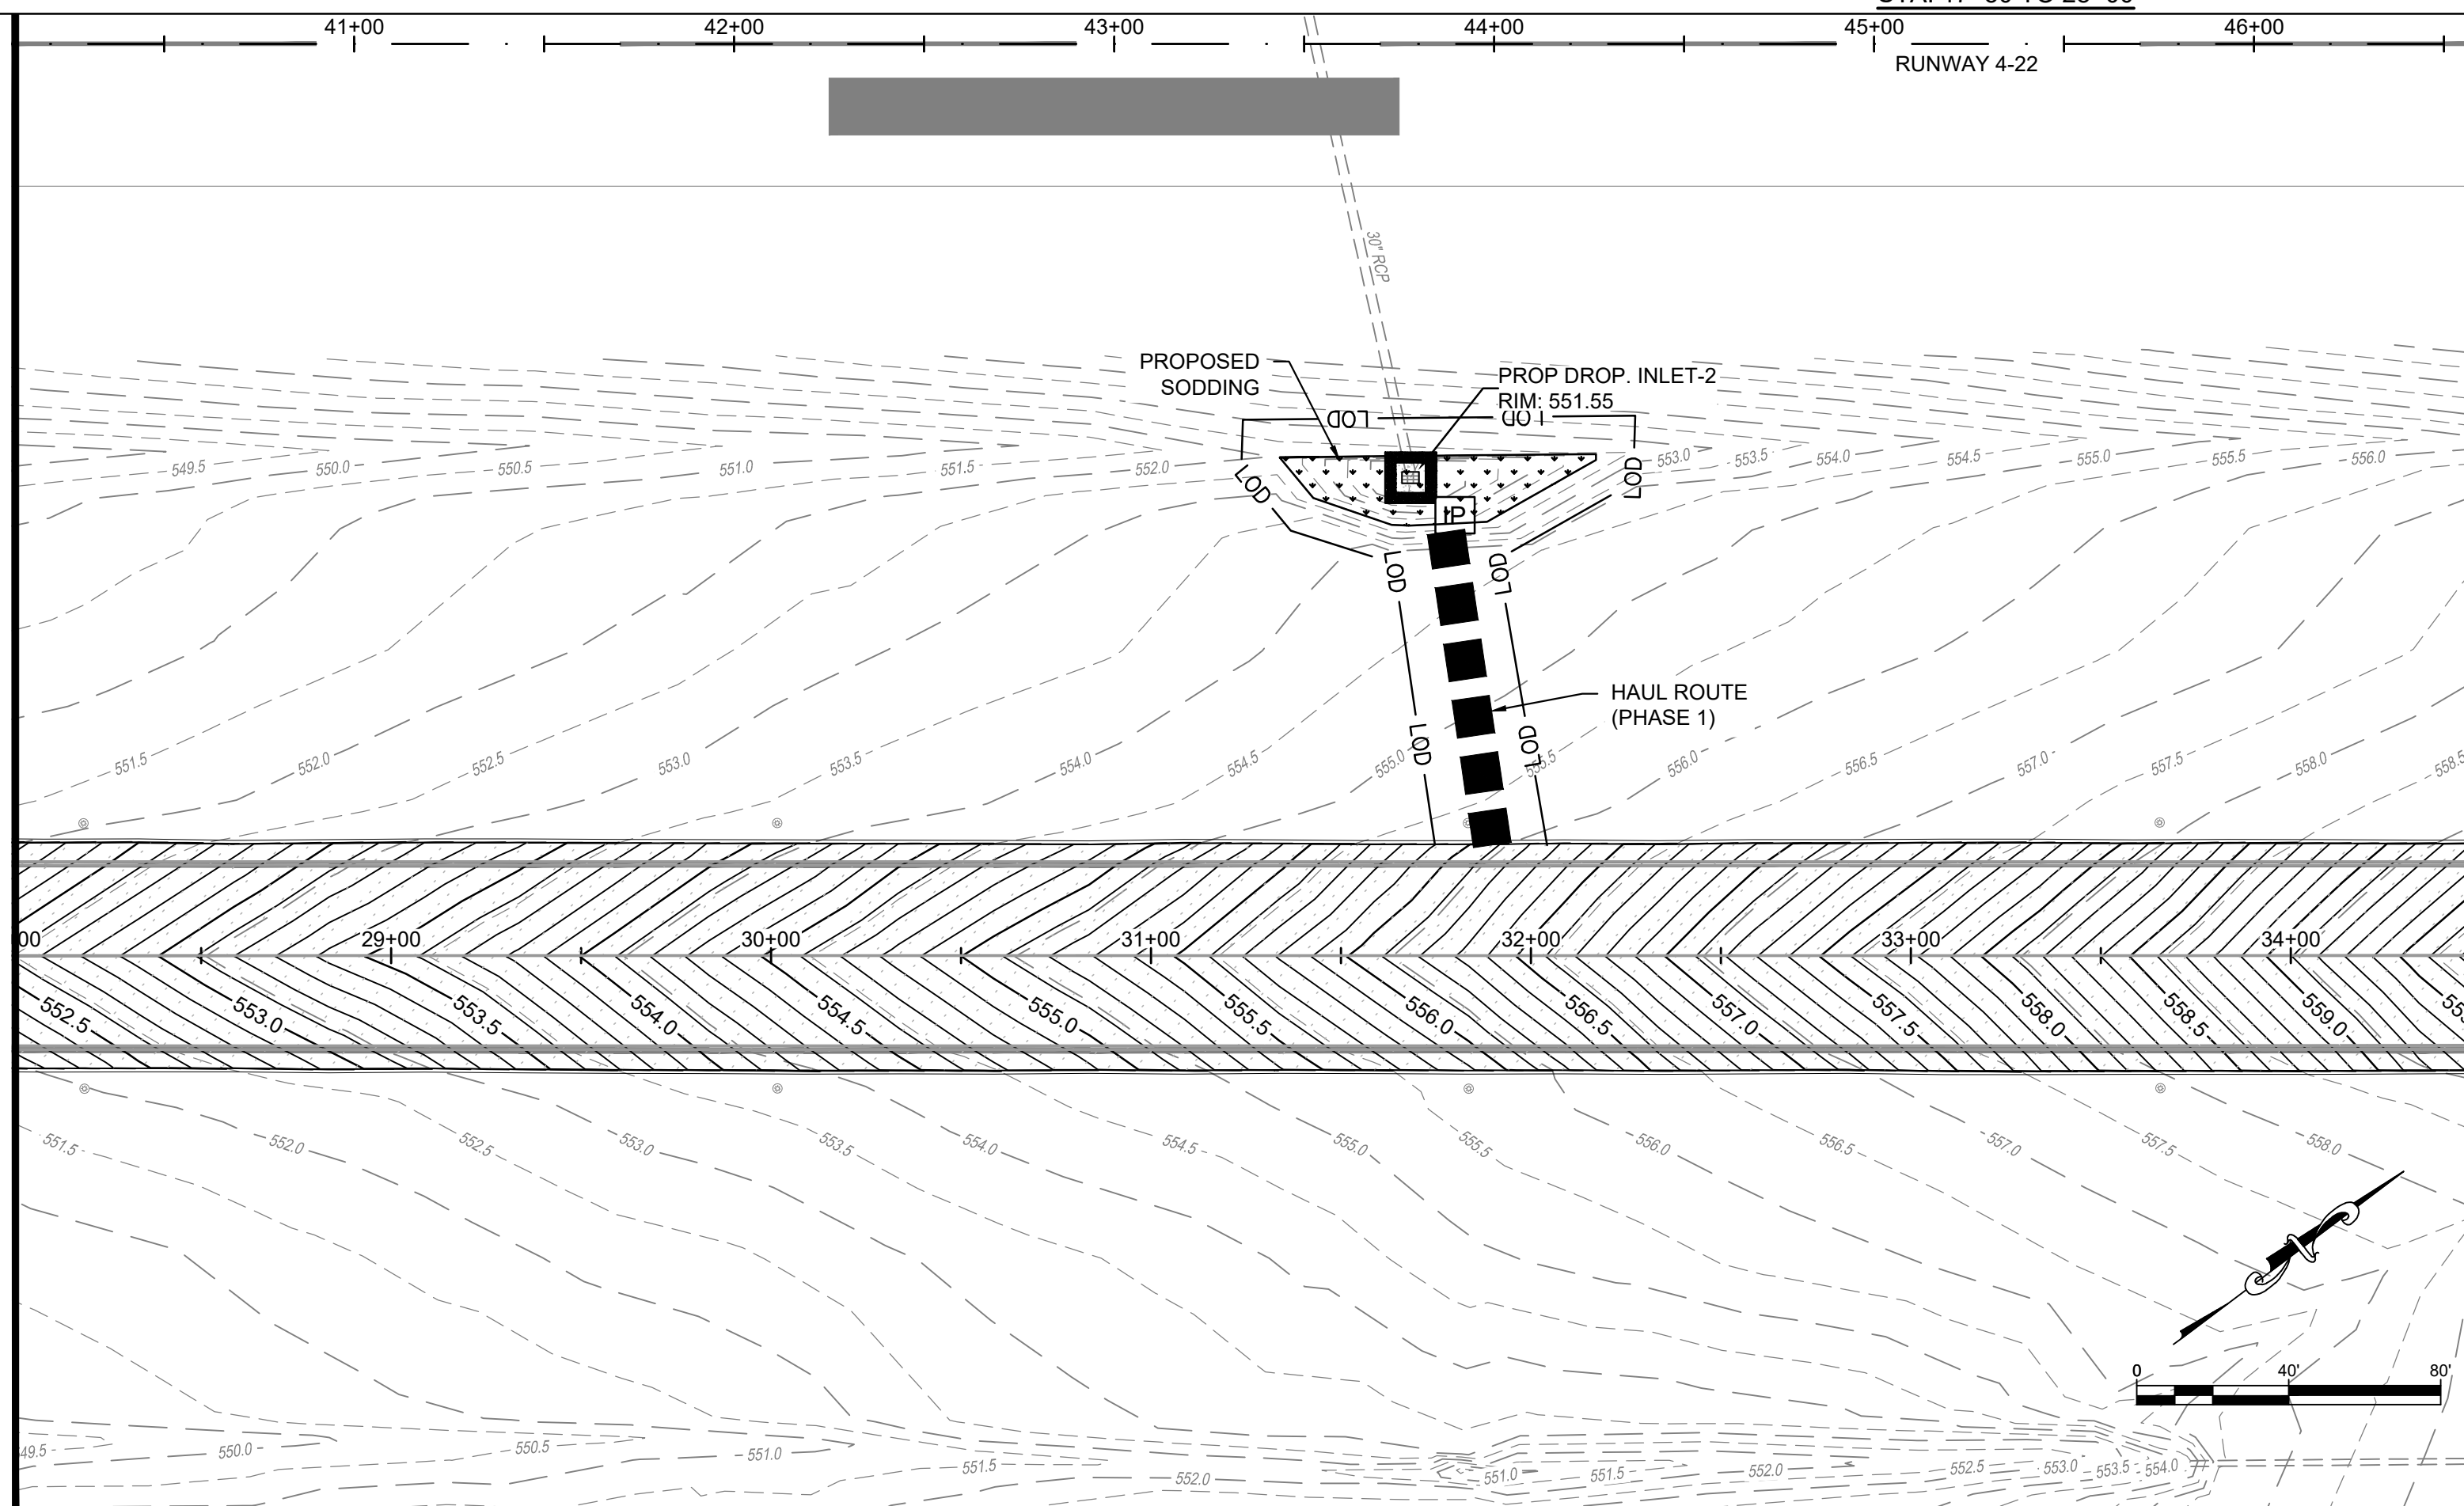 41+00 42+00 43+00 44+00 45+00 46+00
RUNWAY 4-22
30" RCP
PROPOSED
SODDING
PROP DROP. INLET-2
RIM: 551.55
LOD LOD
549.5 550.0 550.5 551.0 551.5 552.0 553.0 553.5 554.0 554.5 555.0 555.5 556.0
LOD LOD
IP
LOD LOD
HAUL ROUTE
(PHASE 1)
LOD LOD
551.5 552.0 552.5 553.0 553.5 554.0 554.5 555.0 555.5 556.0 556.5 557.0 557.5 558.0 558.5
00 29+00 30+00 31+00 32+00 33+00 34+00
552.5 553.0 553.5 554.0 554.5 555.0 555.5 556.0 556.5 557.0 557.5 558.0 558.5 559.0
551.5 552.0 552.5 553.0 553.5 554.0 554.5 555.0 555.5 556.0 556.5 557.0 557.5 558.0
N
0 40' 80'
49.5 550.0 550.5 551.0 551.5 552.0 551.0 551.5 552.0 552.5 553.0 553.5 554.0